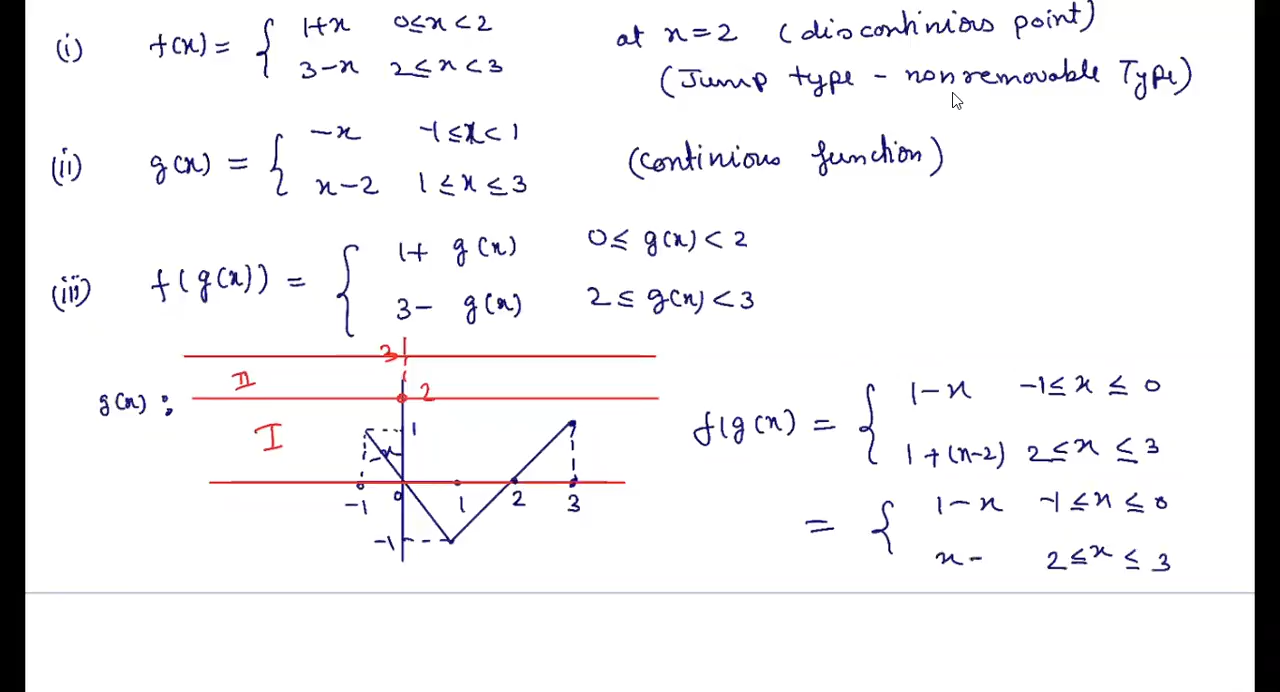 (i) f(x) = { 1+x 0≤x<2
3-x 2≤x<3
at x=2 (discontinious point)
(Jump type - non removable Type)
(ii) g(x) = { -x -1≤x<1
x-2 1≤x≤3
(continious function)
(iii) f(g(x)) = { 1+ g(x) 0≤ g(x)<2
3- g(x) 2≤ g(x)<3
g(x):
3
II
2
I
1
-x
-1 0 1 2 3
-1
f(g(x) = { 1-x -1≤x≤0
1+(x-2) 2≤x≤3
= { 1-x -1≤x≤0
x- 2≤x≤3